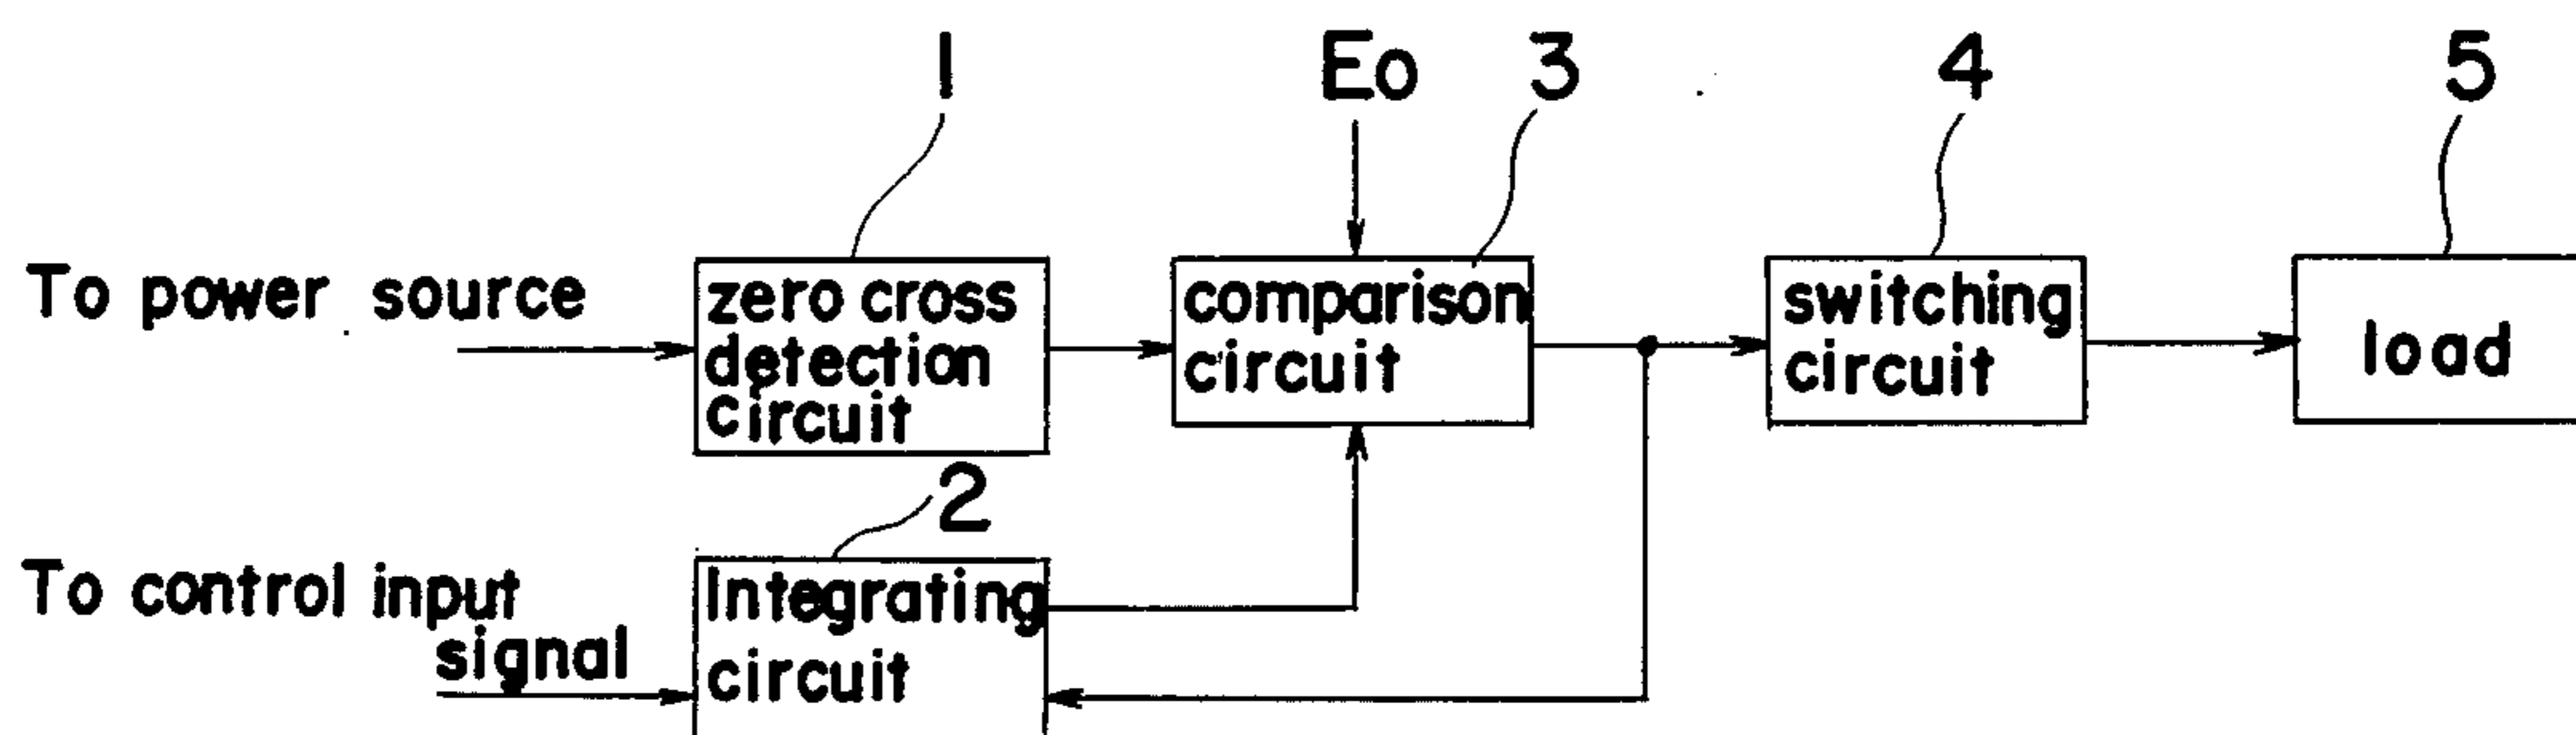 1
Eo
3
4
5
To power source
zero cross
detection
circuit
comparison
circuit
switching
circuit
load
2
To control input
signal
Integrating
circuit